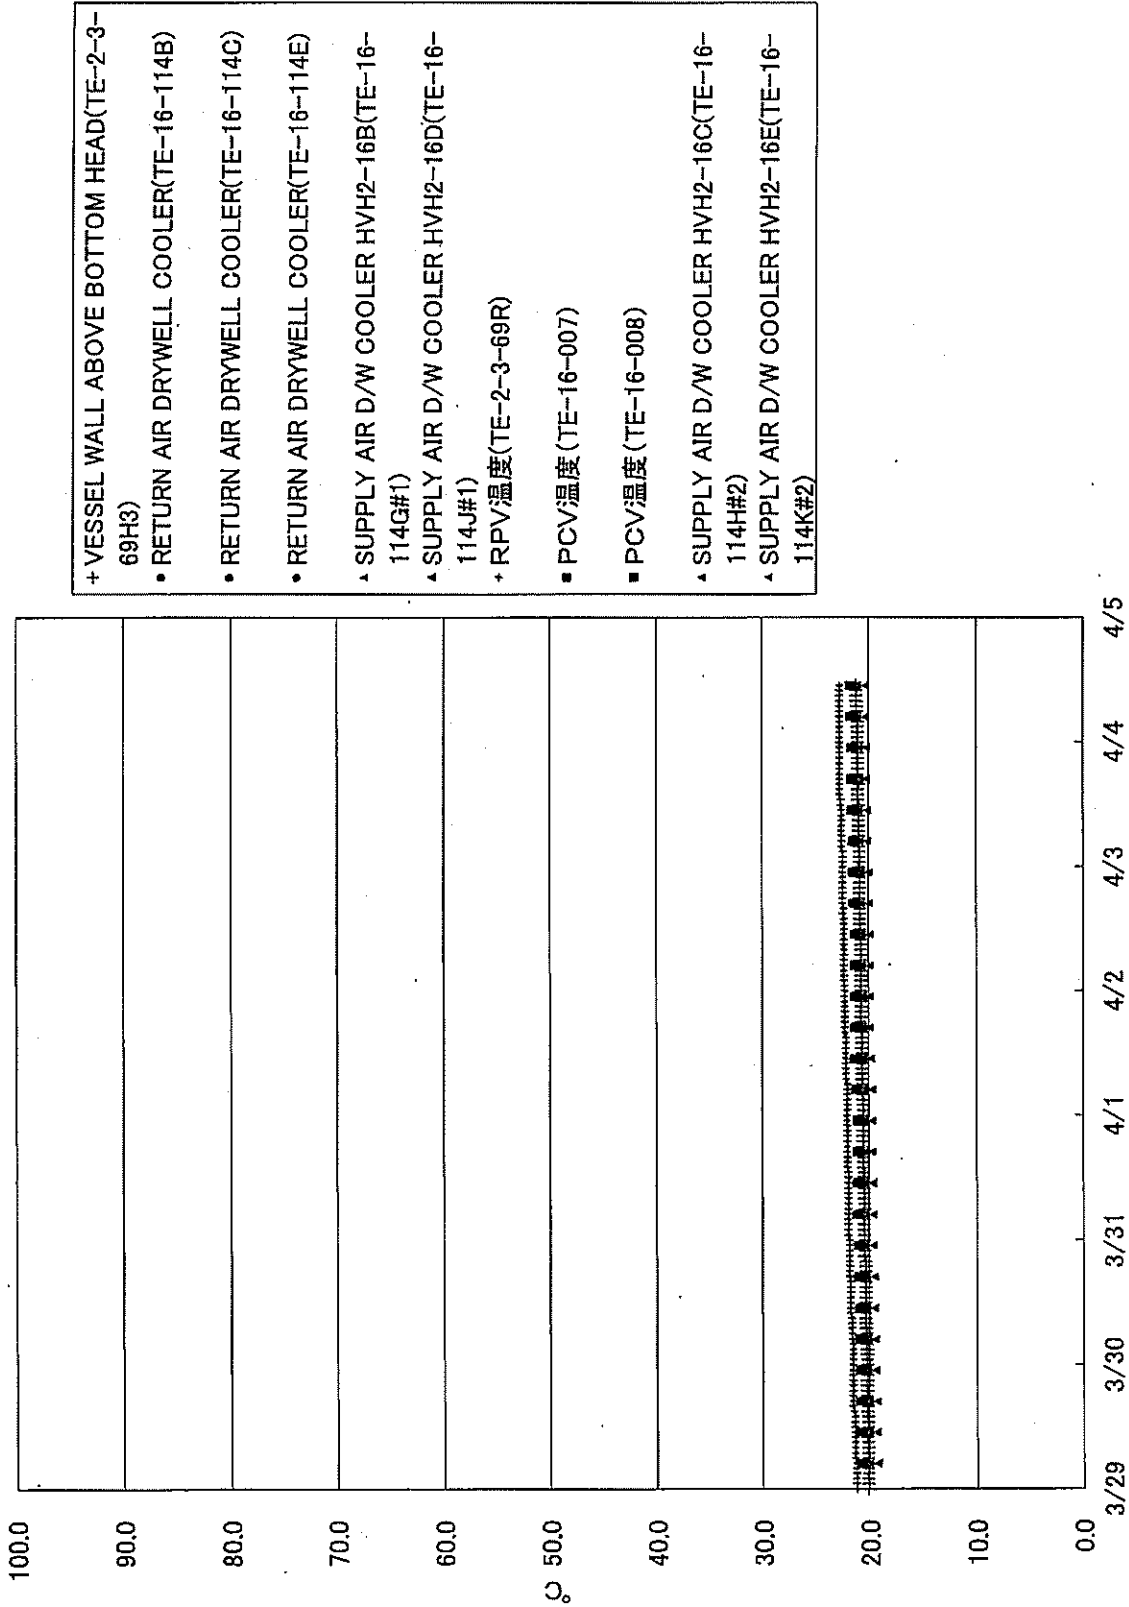 100.0
90.0
80.0
70.0
60.0
50.0
40.0
30.0
20.0
10.0
0.0
°C
3/29
3/30
3/31
4/1
4/2
4/3
4/4
4/5
+ VESSEL WALL ABOVE BOTTOM HEAD(TE-2-3-
69H3)
• RETURN AIR DRYWELL COOLER(TE-16-114B)
• RETURN AIR DRYWELL COOLER(TE-16-114C)
• RETURN AIR DRYWELL COOLER(TE-16-114E)
▲ SUPPLY AIR D/W COOLER HVH2-16B(TE-16-
114G#1)
▲ SUPPLY AIR D/W COOLER HVH2-16D(TE-16-
114J#1)
+ RPV温度(TE-2-3-69R)
■ PCV温度(TE-16-007)
■ PCV温度(TE-16-008)
▲ SUPPLY AIR D/W COOLER HVH2-16C(TE-16-
114H#2)
▲ SUPPLY AIR D/W COOLER HVH2-16E(TE-16-
114K#2)